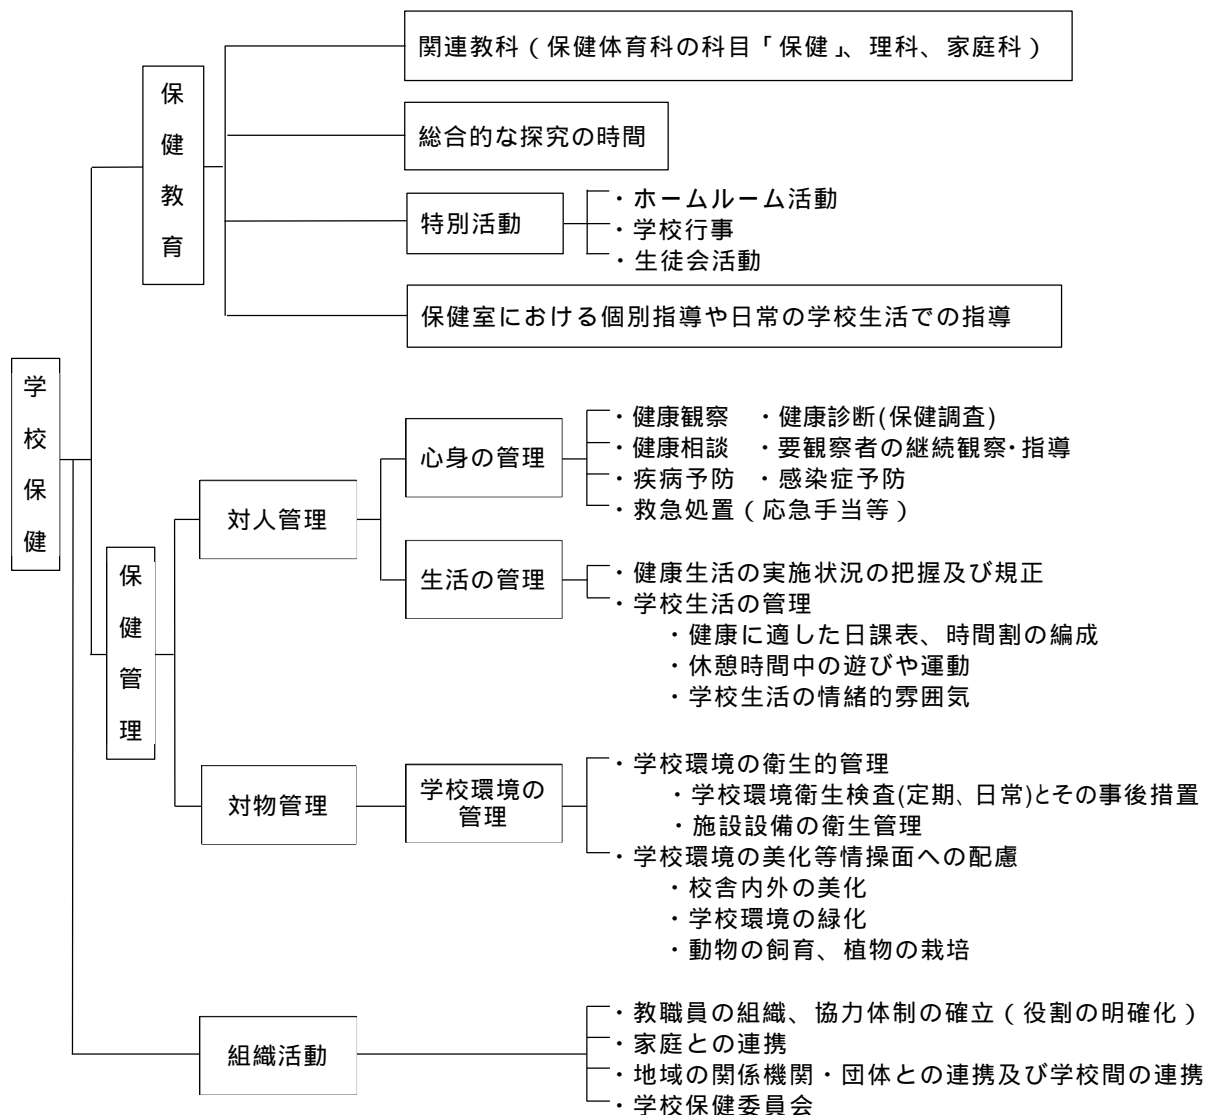 学校保健
保健教育
関連教科（保健体育科の科目「保健」、理科、家庭科）
総合的な探究の時間
特別活動
・ホームルーム活動
・学校行事
・生徒会活動
保健室における個別指導や日常の学校生活での指導
保健管理
対人管理
心身の管理
・健康観察　・健康診断(保健調査)
・健康相談　・要観察者の継続観察・指導
・疾病予防　・感染症予防
・救急処置（応急手当等）
生活の管理
・健康生活の実施状況の把握及び規正
・学校生活の管理
・健康に適した日課表、時間割の編成
・休憩時間中の遊びや運動
・学校生活の情緒的雰囲気
対物管理
学校環境の
管理
・学校環境の衛生的管理
・学校環境衛生検査(定期、日常)とその事後措置
・施設設備の衛生管理
・学校環境の美化等情操面への配慮
・校舎内外の美化
・学校環境の緑化
・動物の飼育、植物の栽培
組織活動
・教職員の組織、協力体制の確立（役割の明確化）
・家庭との連携
・地域の関係機関・団体との連携及び学校間の連携
・学校保健委員会